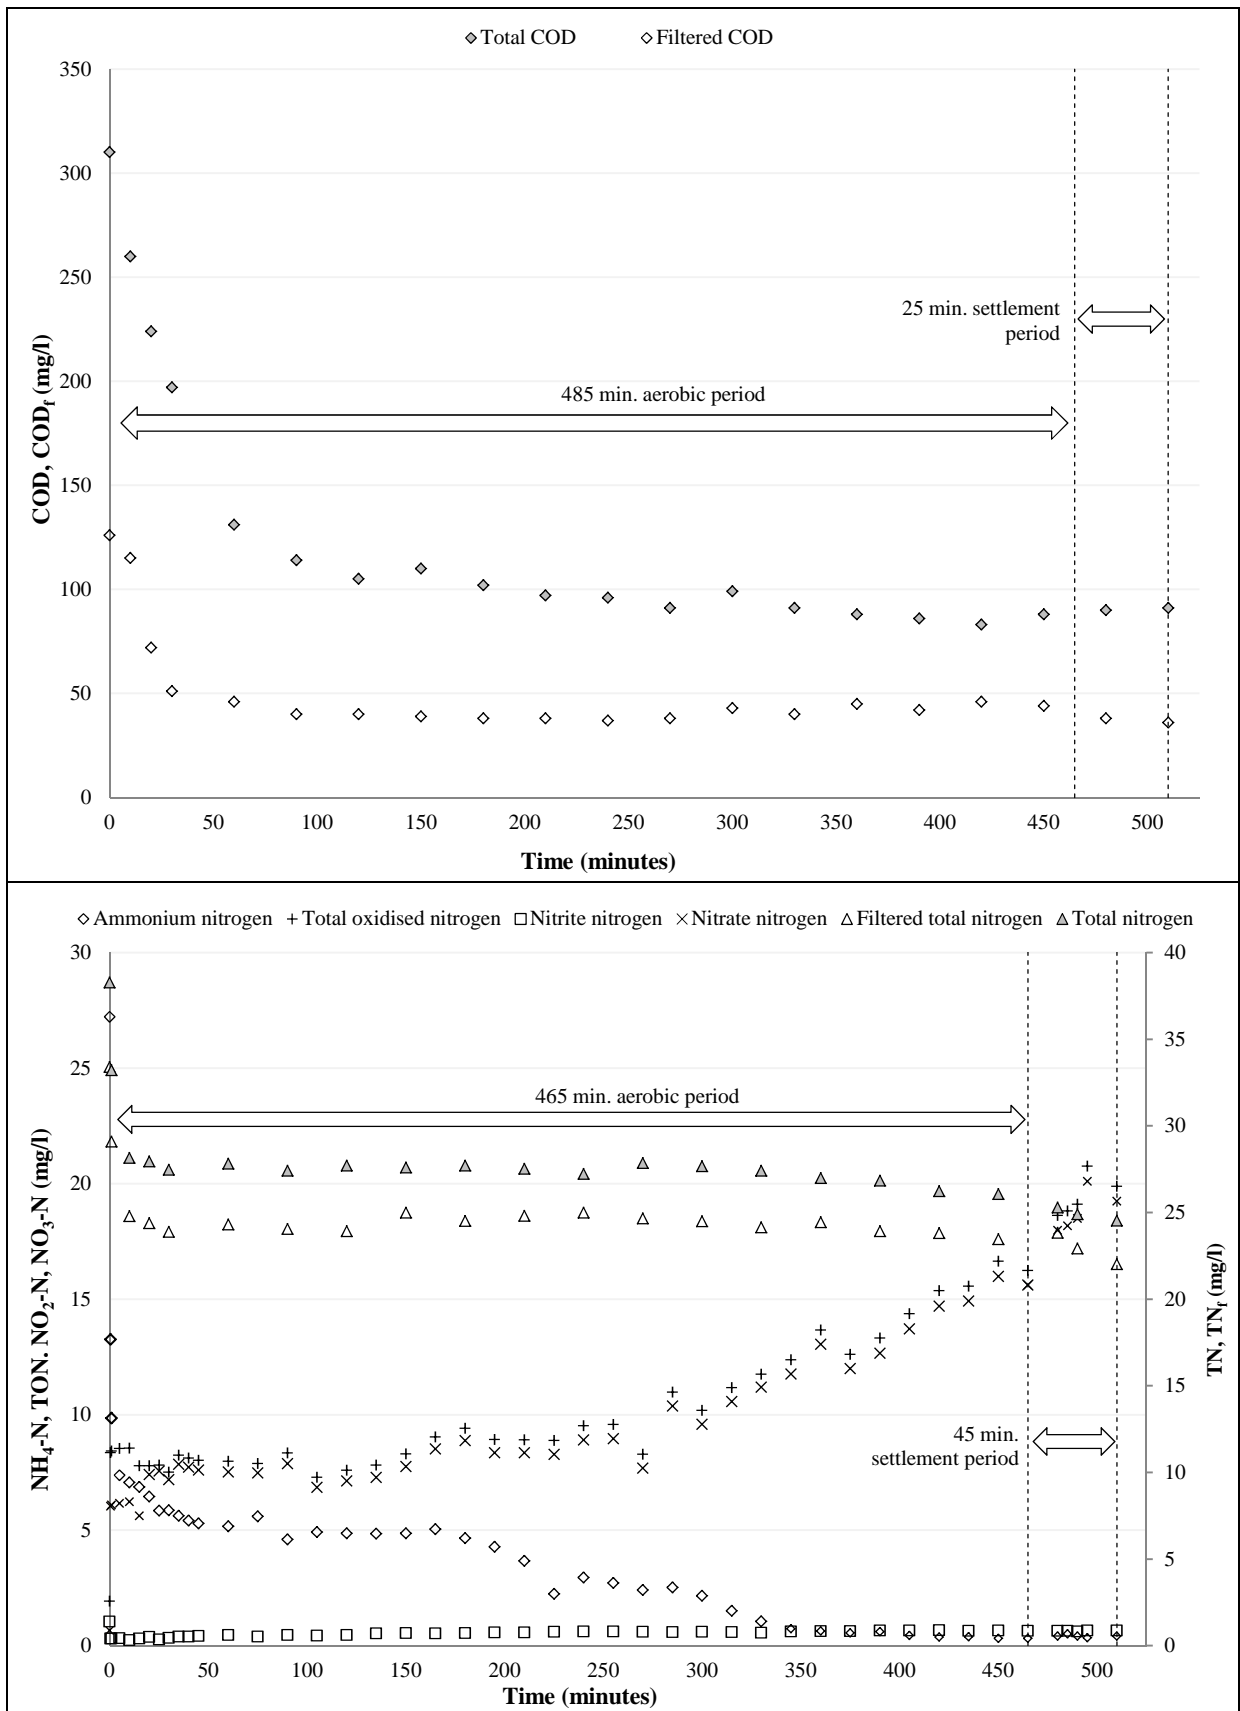 Total COD Filtered COD
350
300
250
200
150
100
50
0
COD, CODf (mg/l)
25 min. settlement
period
485 min. aerobic period
0 50 100 150 200 250 300 350 400 450 500
Time (minutes)
Ammonium nitrogen Total oxidised nitrogen Nitrite nitrogen Nitrate nitrogen Filtered total nitrogen Total nitrogen
30
25
20
15
10
5
0
NH4-N, TON. NO2-N, NO3-N (mg/l)
465 min. aerobic period
45 min.
settlement period
40
35
30
25
20
15
10
5
0
TN, TNf (mg/l)
0 50 100 150 200 250 300 350 400 450 500
Time (minutes)